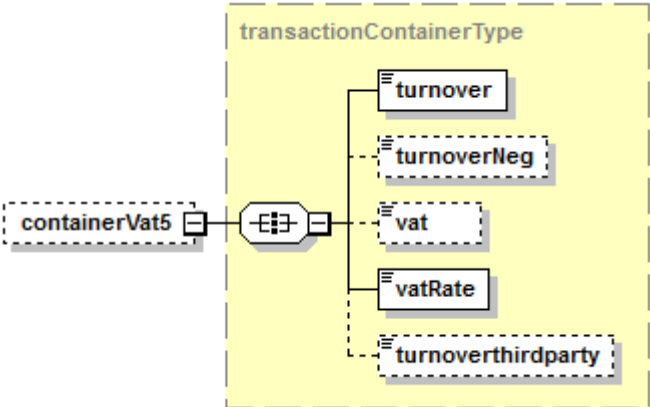 transactionContainerType
turnover
turnoverNeg
containerVat5
vat
vatRate
turnoverthirdparty